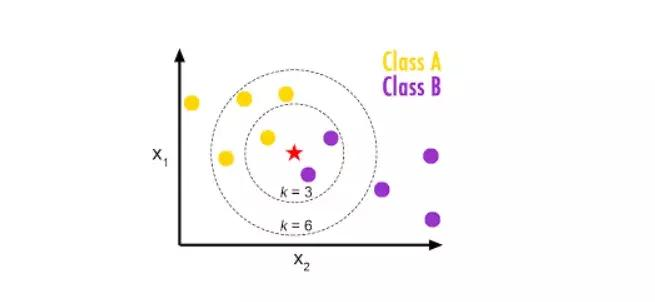 Class A
Class B
x1
k = 3
k = 6
x2